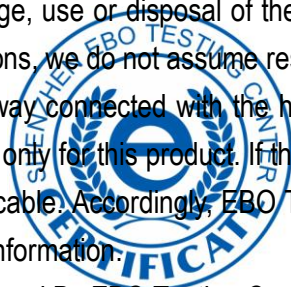 ge, use or disposal of the
ons, we do not assume res
way connected with the h
only for this product. If th
cable. Accordingly, EBO T
nformation.
SHENZHEN EBO TESTING CENTER
e
CERTIFICATE